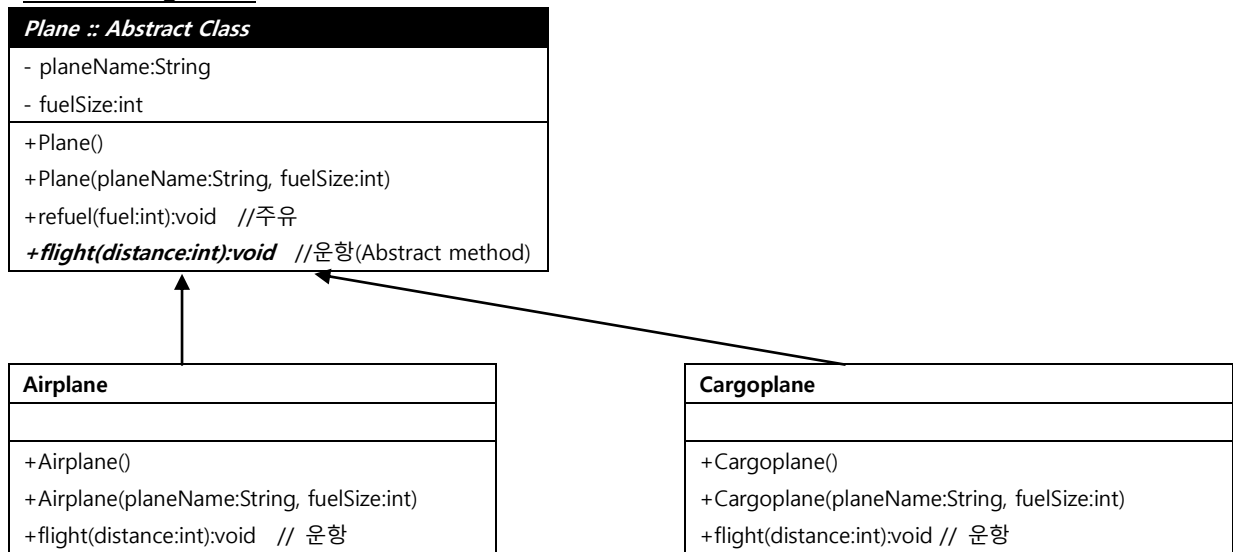 Plane :: Abstract Class
- planeName:String
- fuelSize:int
+Plane()
+Plane(planeName:String, fuelSize:int)
+refuel(fuel:int):void //주유
+flight(distance:int):void //운항(Abstract method)
Airplane
+Airplane()
+Airplane(planeName:String, fuelSize:int)
+flight(distance:int):void // 운항
Cargoplane
+Cargoplane()
+Cargoplane(planeName:String, fuelSize:int)
+flight(distance:int):void // 운항